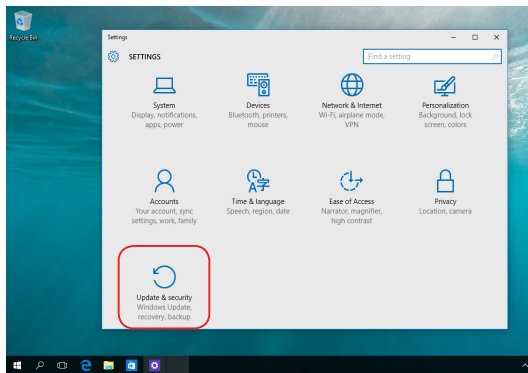 Recycle Bin
Settings
SETTINGS
Find a setting
System
Display, notifications,
apps, power
Devices
Bluetooth, printers,
mouse
Network & Internet
Wi-Fi, airplane mode,
VPN
Personalization
Background, lock
screen, colors
Accounts
Your account, sync
settings, work, family
Time & language
Speech, region, date
Ease of Access
Narrator, magnifier,
high contrast
Privacy
Location, camera
Update & security
Windows Update,
recovery, backup